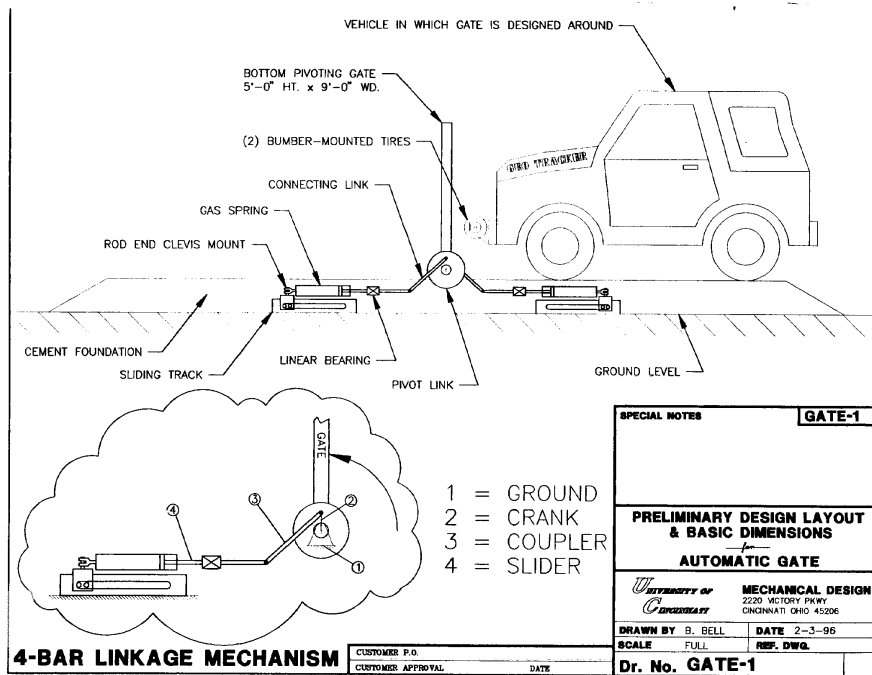 VEHICLE IN WHICH GATE IS DESIGNED AROUND
BOTTOM PIVOTING GATE
5'-0" HT. x 9'-0" WD.
(2) BUMBER-MOUNTED TIRES
GEO TRACKER
CONNECTING LINK
GAS SPRING
ROD END CLEVIS MOUNT
CEMENT FOUNDATION
SLIDING TRACK
LINEAR BEARING
PIVOT LINK
GROUND LEVEL
GATE
4
3
2
1
1 = GROUND
2 = CRANK
3 = COUPLER
4 = SLIDER
SPECIAL NOTES
GATE-1
PRELIMINARY DESIGN LAYOUT
& BASIC DIMENSIONS
for
AUTOMATIC GATE
UNIVERSITY OF
CINCINNATI
MECHANICAL DESIGN
2220 VICTORY PKWY
CINCINNATI OHIO 45206
DRAWN BY B. BELL
DATE 2-3-96
SCALE FULL
REF. DWG.
Dr. No. GATE-1
4-BAR LINKAGE MECHANISM
CUSTOMER P.O.
CUSTOMER APPROVAL DATE